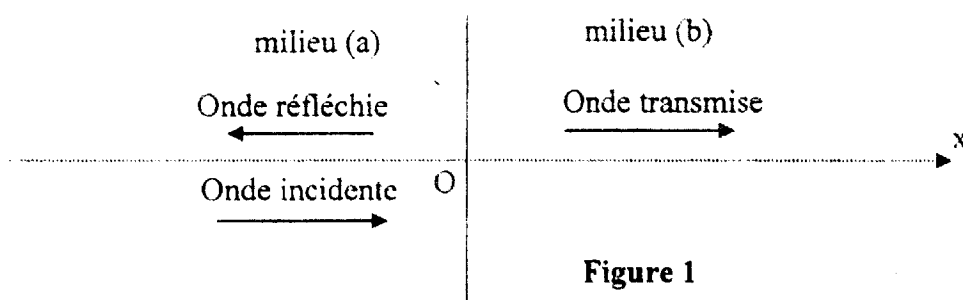 milieu (a)
milieu (b)
Onde réfléchie
Onde transmise
x
Onde incidente
O
Figure 1